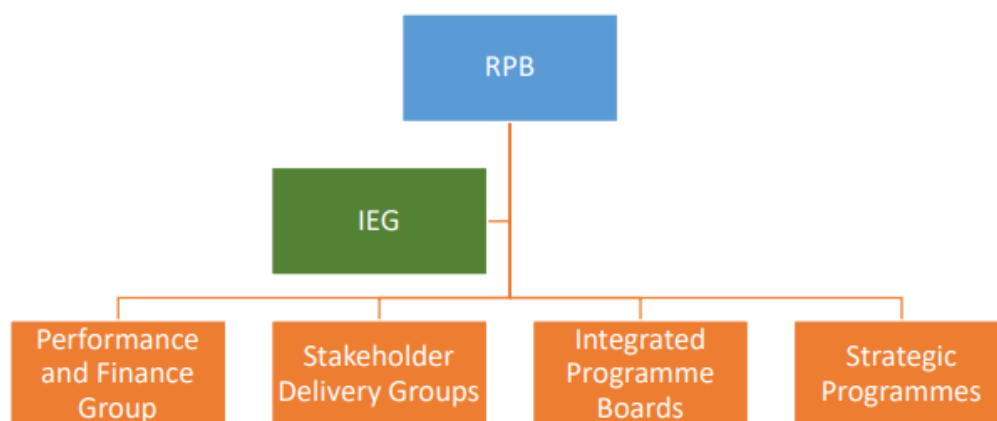 RPB
IEG
Performance
and Finance
Group
Stakeholder
Delivery Groups
Integrated
Programme
Boards
Strategic
Programmes